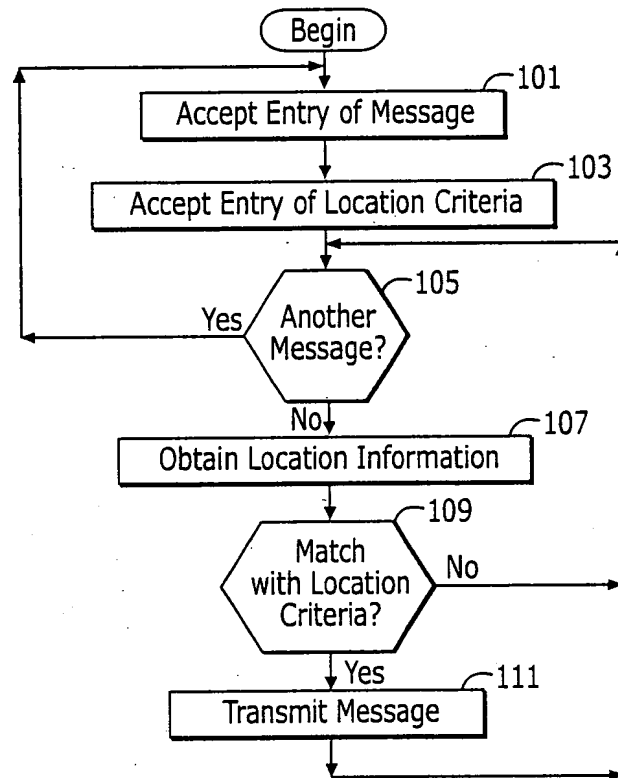 Begin
101
Accept Entry of Message
103
Accept Entry of Location Criteria
105
Yes
Another
Message?
No
107
Obtain Location Information
109
Match
with Location
Criteria?
No
Yes
111
Transmit Message